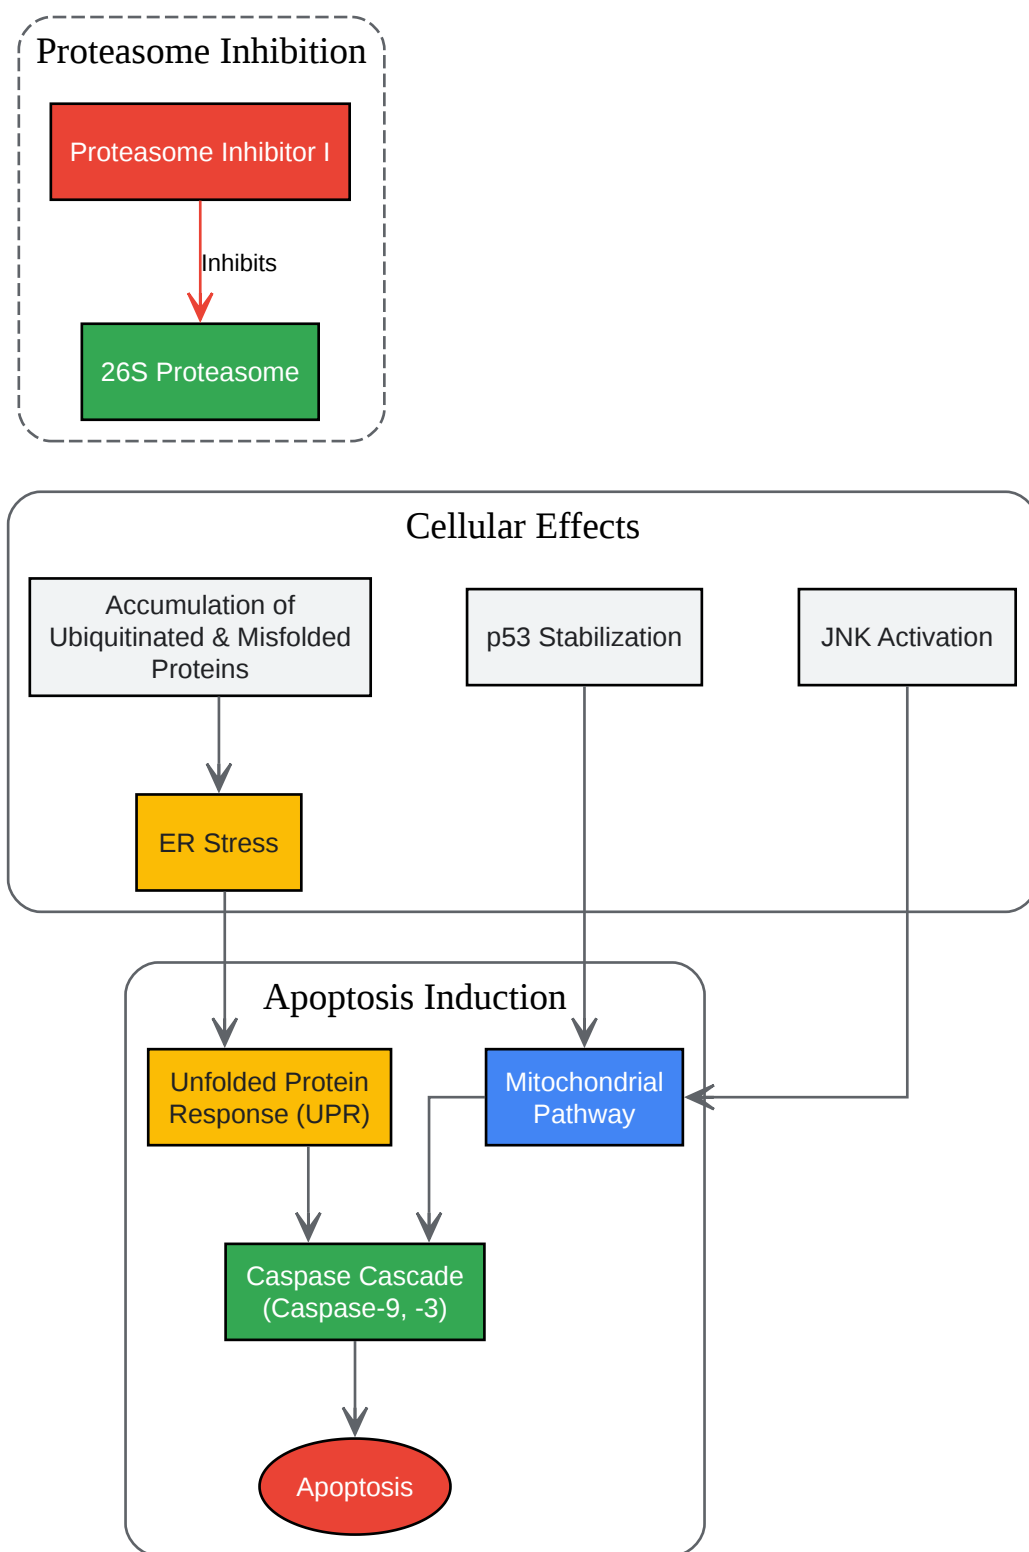 Proteasome Inhibition
Proteasome Inhibitor I
Inhibits
26S Proteasome
Cellular Effects
Accumulation of
Ubiquitinated & Misfolded
Proteins
p53 Stabilization
JNK Activation
ER Stress
Apoptosis Induction
Unfolded Protein
Response (UPR)
Mitochondrial
Pathway
Caspase Cascade
(Caspase-9, -3)
Apoptosis